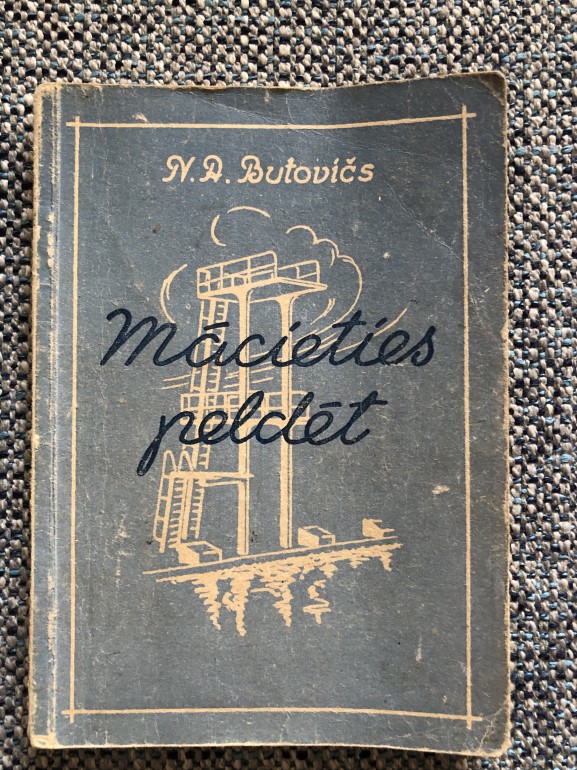 N. A. Butovičs
Mācieties
peldēt